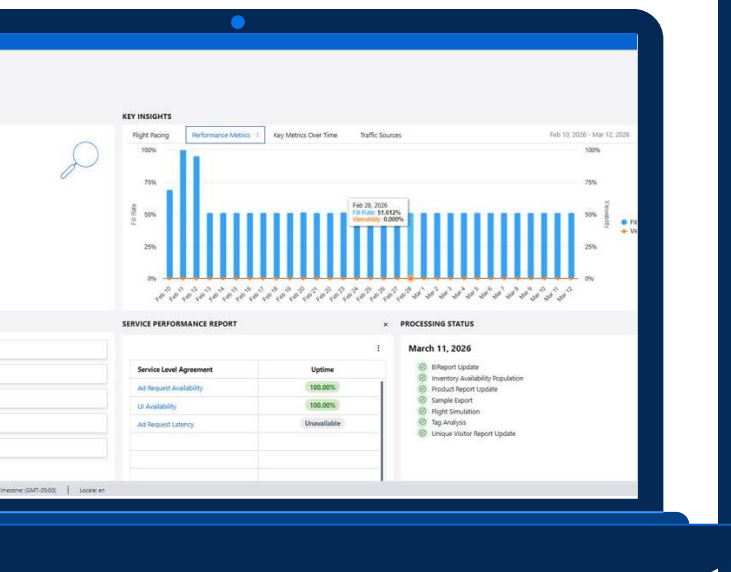 KEY INSIGHTS
Flight Pacing
Performance Metrics
Key Metrics Over Time
Traffic Sources
Feb 10, 2026 - Mar 12, 2026
100%
75%
50%
25%
0%
Fill Rate
100%
75%
50%
25%
0%
Viewability
Feb 28, 2026
Fill Rate: 51.612%
Viewability: 0.000%
Fil
Vie
Feb 10
Feb 11
Feb 12
Feb 13
Feb 14
Feb 15
Feb 16
Feb 17
Feb 18
Feb 19
Feb 20
Feb 21
Feb 22
Feb 23
Feb 24
Feb 25
Feb 26
Feb 27
Feb 28
Mar 1
Mar 2
Mar 3
Mar 4
Mar 5
Mar 6
Mar 7
Mar 8
Mar 9
Mar 10
Mar 11
Mar 12
SERVICE PERFORMANCE REPORT
Service Level Agreement Uptime
Ad Request Availability 100.00%
UI Availability 100.00%
Ad Request Latency Unavailable
PROCESSING STATUS
March 11, 2026
BIReport Update
Inventory Availability Population
Product Report Update
Sample Export
Flight Simulation
Tag Analysis
Unique Visitor Report Update
imezone: (GMT-05:00) Locale: en